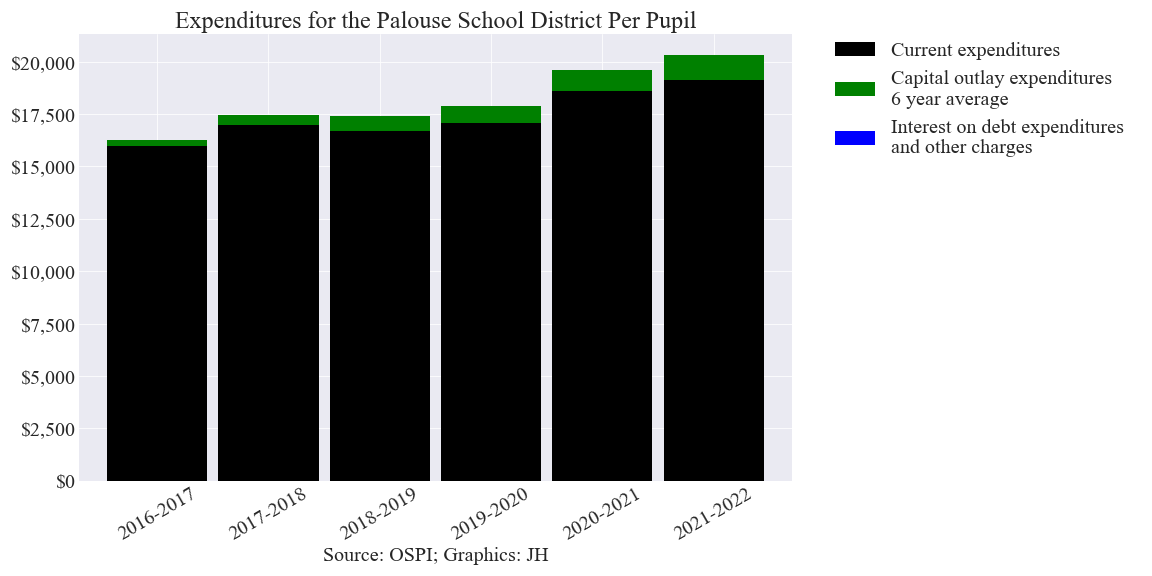 Expenditures for the Palouse School District Per Pupil
$20,000
$17,500
$15,000
$12,500
$10,000
$7,500
$5,000
$2,500
$0
2016-2017
2017-2018
2018-2019
2019-2020
2020-2021
2021-2022
Source: OSPI; Graphics: JH
Current expenditures
Capital outlay expenditures
6 year average
Interest on debt expenditures
and other charges